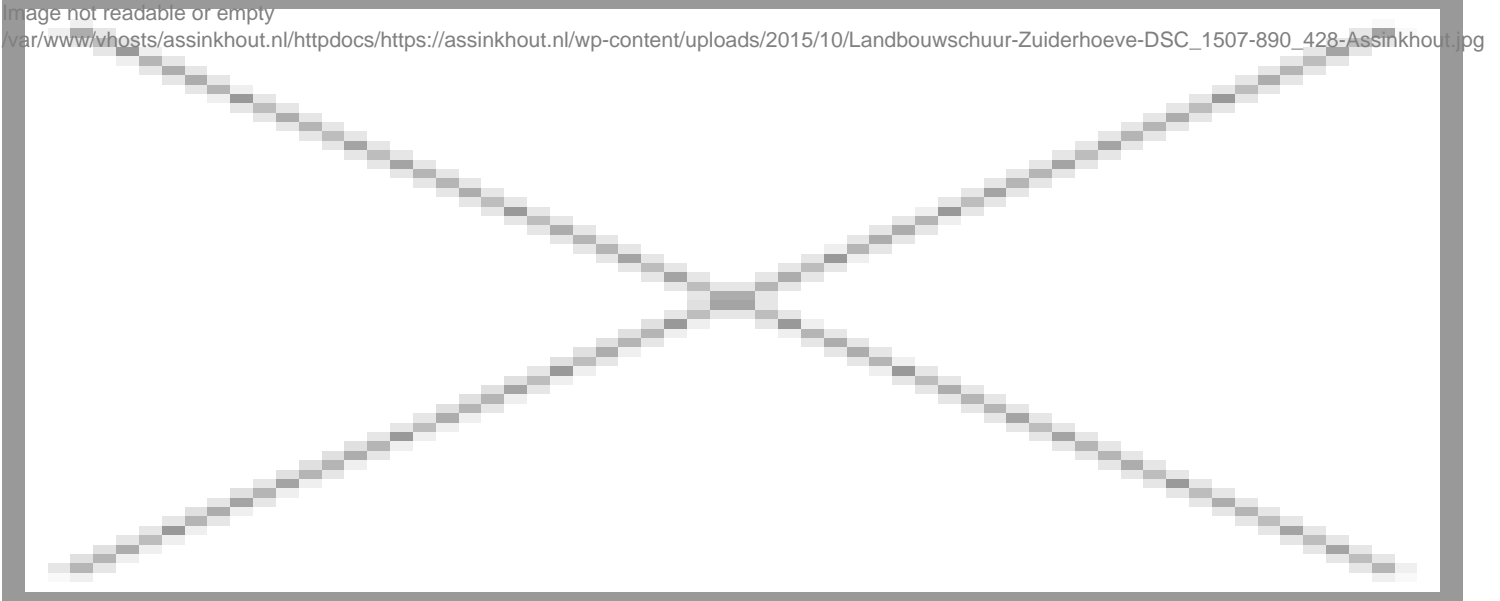 Image not readable or empty
/var/www/vhosts/assinkhout.nl/httpdocs/https://assinkhout.nl/wp-content/uploads/2015/10/Landbouwschuur-Zuiderhoeve-DSC_1507-890_428-Assinkhout.jpg